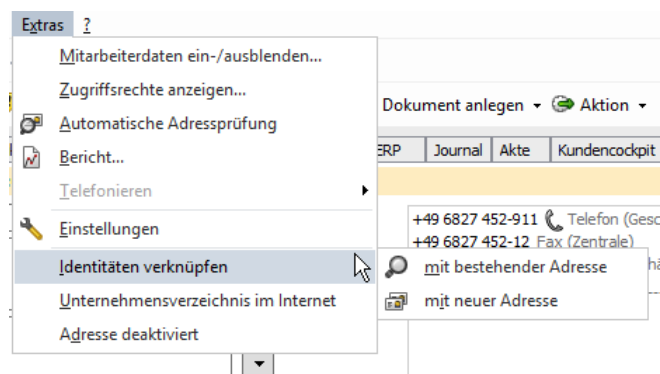 Extras ?
Mitarbeiterdaten ein-/ausblenden...
Zugriffsrechte anzeigen...
Dokument anlegen Aktion
Automatische Adressprüfung
ERP Journal Akte Kundencockpit
Bericht...
Telefonieren
+49 6827 452-911 Telefon
Einstellungen
+49 6827 452-12 Fax (Zentrale)
Identitäten verknüpfen
mit bestehender Adresse
Unternehmensverzeichnis im Internet
mit neuer Adresse
Adresse deaktiviert